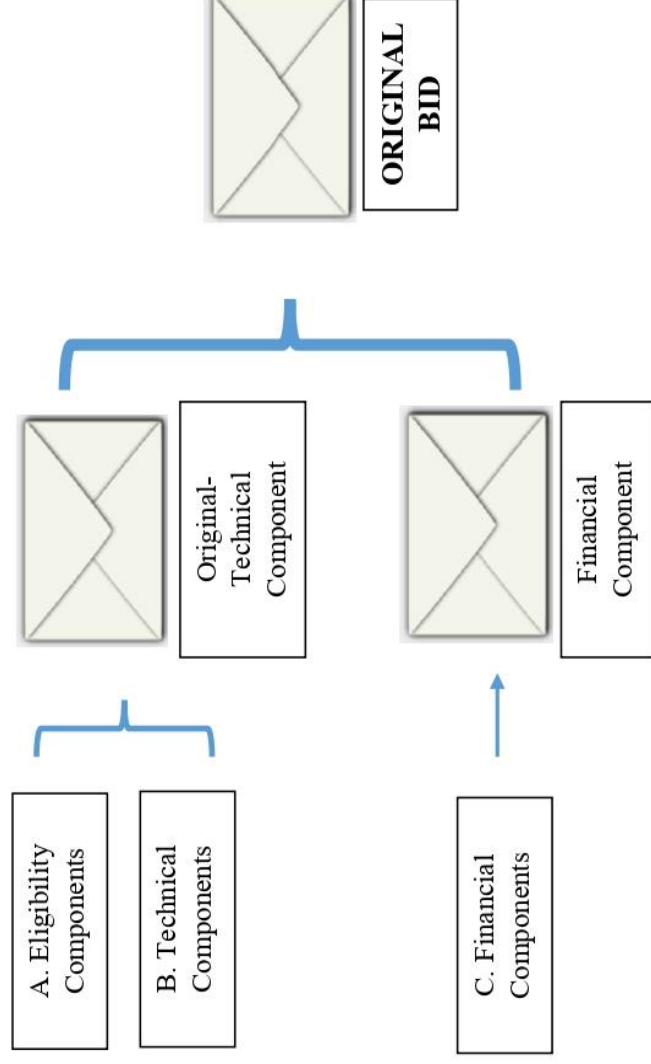 A. Eligibility
Components
B. Technical
Components
C. Financial
Components
Original-
Technical
Component
Financial
Component
ORIGINAL
BID